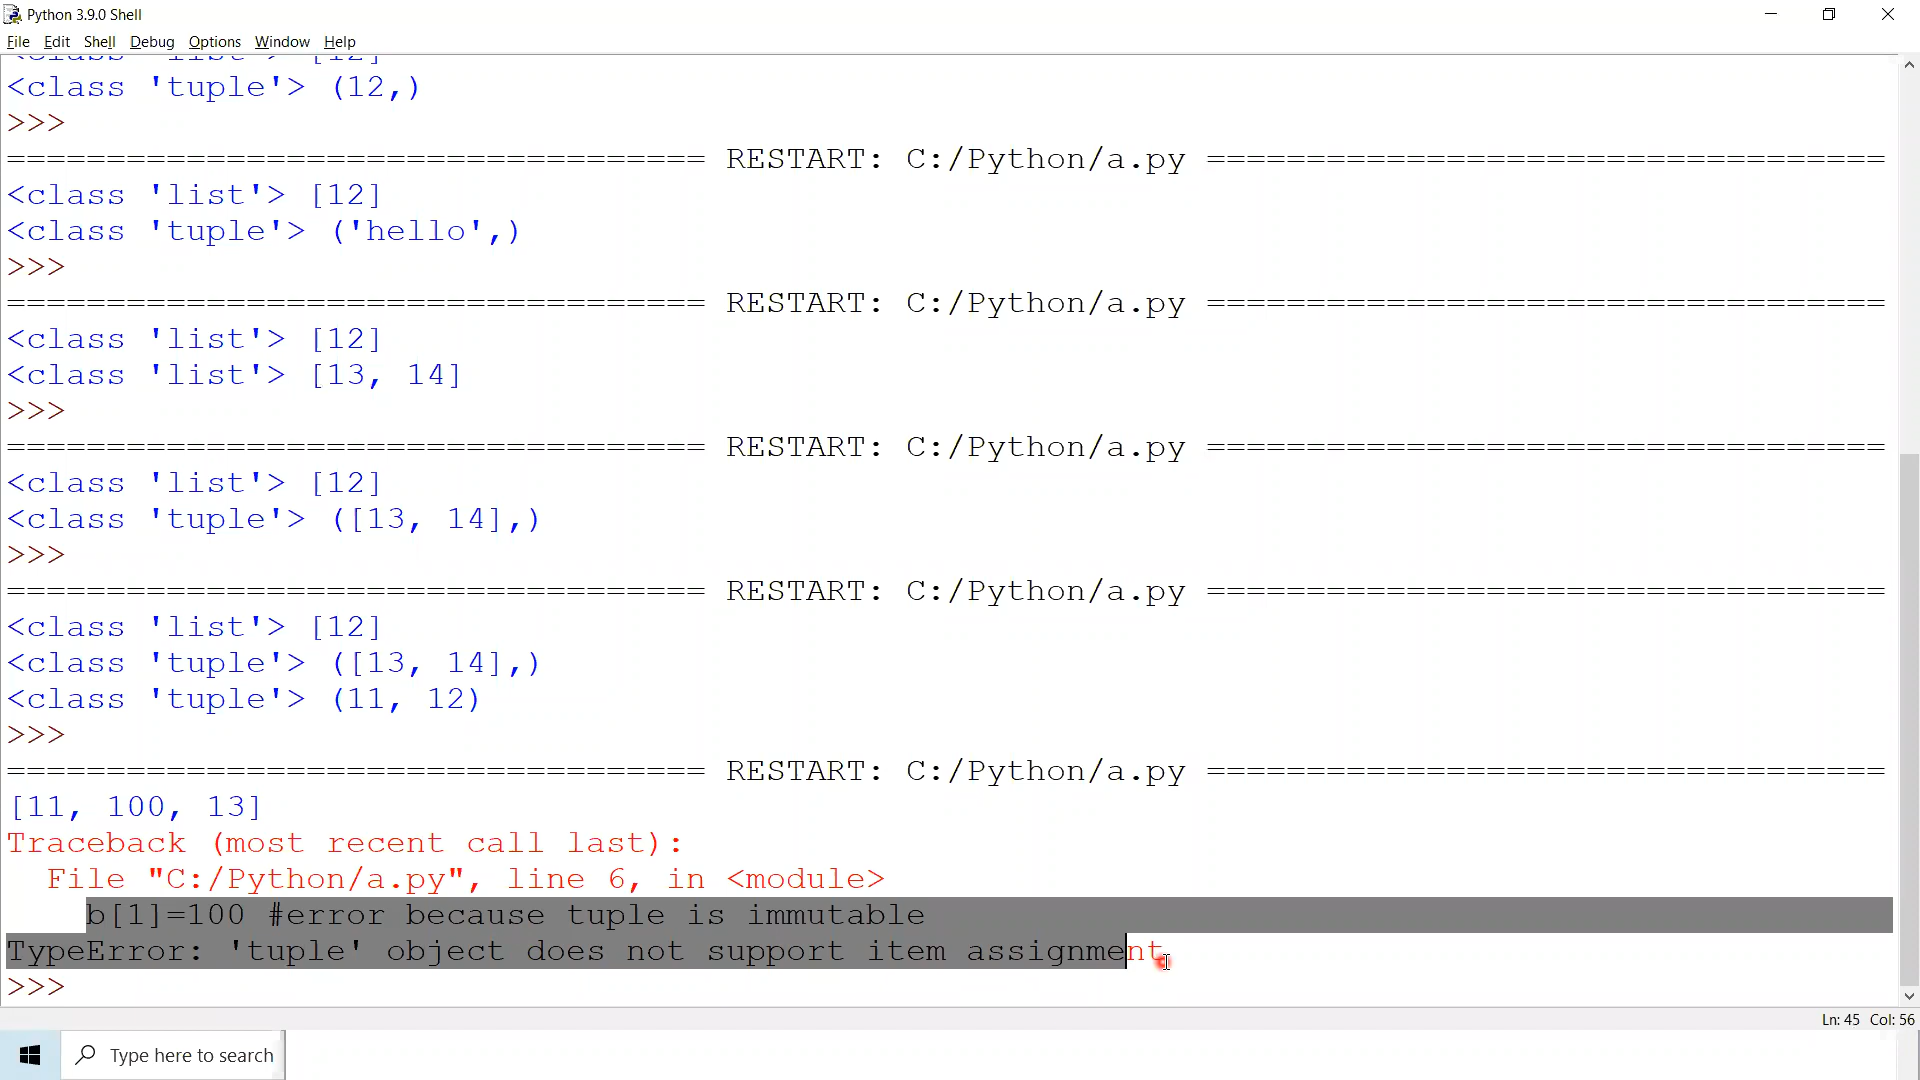 Python 3.9.0 Shell
File Edit Shell Debug Options Window Help
<class 'list'> [12]
<class 'tuple'> (12,)
>>>
=================================== RESTART: C:/Python/a.py ==================================
<class 'list'> [12]
<class 'tuple'> ('hello',)
>>>
=================================== RESTART: C:/Python/a.py ==================================
<class 'list'> [12]
<class 'list'> [13, 14]
>>>
=================================== RESTART: C:/Python/a.py ==================================
<class 'list'> [12]
<class 'tuple'> ([13, 14],)
>>>
=================================== RESTART: C:/Python/a.py ==================================
<class 'list'> [12]
<class 'tuple'> ([13, 14],)
<class 'tuple'> (11, 12)
>>>
=================================== RESTART: C:/Python/a.py ==================================
[11, 100, 13]
Traceback (most recent call last):
  File "C:/Python/a.py", line 6, in <module>
    b[1]=100 #error because tuple is immutable
TypeError: 'tuple' object does not support item assignment
>>>
Ln: 45 Col: 56
Type here to search